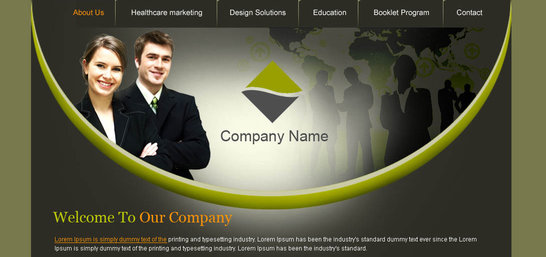 About Us Healthcare marketing Design Solutions Education Booklet Program Contact
Company Name
Welcome To Our Company
Lorem Ipsum is simply dummy text of the printing and typesetting industry. Lorem Ipsum has been the industry's standard dummy text ever since the Lorem
Ipsum is simply dummy text of the printing and typesetting industry. Lorem Ipsum has been the industry's standard.